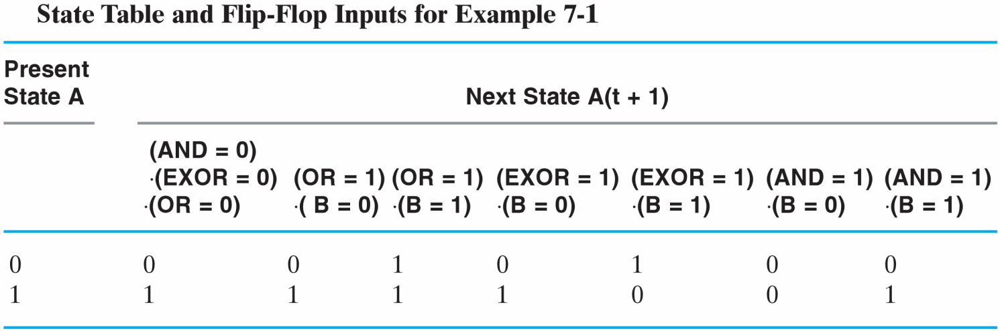 State Table and Flip-Flop Inputs for Example 7-1
Present
State A Next State A(t + 1)
(AND = 0)
·(EXOR = 0) (OR = 1) (OR = 1) (EXOR = 1) (EXOR = 1) (AND = 1) (AND = 1)
·(OR = 0) ·( B = 0) ·(B = 1) ·(B = 0) ·(B = 1) ·(B = 0) ·(B = 1)
0 0 0 1 0 1 0 0
1 1 1 1 1 0 0 1